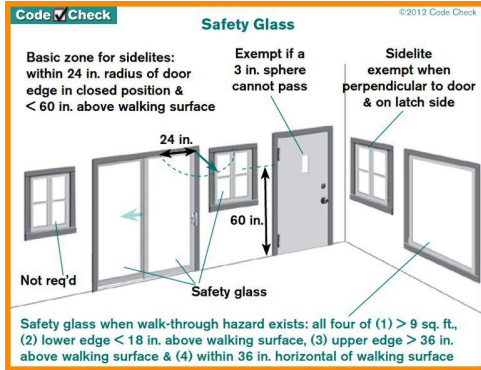 Code Check
©2012 Code Check
Safety Glass
Basic zone for sidelites:
within 24 in. radius of door
edge in closed position &
< 60 in. above walking surface
Exempt if a
3 in. sphere
cannot pass
Sidelite
exempt when
perpendicular to door
& on latch side
24 in.
60 in.
Not req'd
Safety glass
Safety glass when walk-through hazard exists: all four of (1) > 9 sq. ft.,
(2) lower edge < 18 in. above walking surface, (3) upper edge > 36 in.
above walking surface & (4) within 36 in. horizontal of walking surface